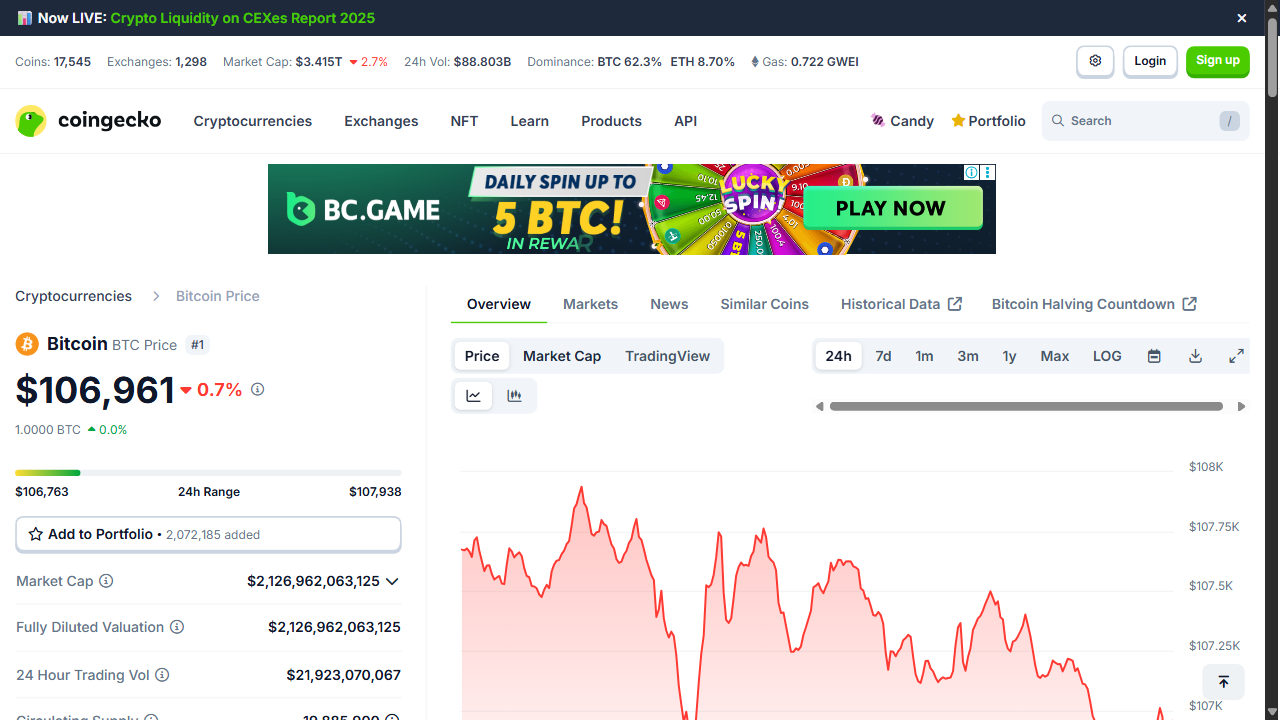 Now LIVE: Crypto Liquidity on CEXes Report 2025
Coins: 17,545 Exchanges: 1,298 Market Cap: $3.415T 2.7% 24h Vol: $88.803B Dominance: BTC 62.3% ETH 8.70% Gas: 0.722 GWEI
Login
Sign up
coingecko
Cryptocurrencies
Exchanges
NFT
Learn
Products
API
Candy
Portfolio
Search
/
BC.GAME
DAILY SPIN UP TO
5 BTC!
IN REWAR
LUCKY
SPIN!
PLAY NOW
Cryptocurrencies
Bitcoin Price
Bitcoin BTC Price #1
$106,961 0.7%
1.0000 BTC 0.0%
$106,763 24h Range $107,938
Add to Portfolio • 2,072,185 added
Market Cap $2,126,962,063,125
Fully Diluted Valuation $2,126,962,063,125
24 Hour Trading Vol $21,923,070,067
Circulating Supply 19,885,000
Overview
Markets
News
Similar Coins
Historical Data
Bitcoin Halving Countdown
Price
Market Cap
TradingView
24h
7d
1m
3m
1y
Max
LOG
$108K
$107.75K
$107.5K
$107.25K
$107K